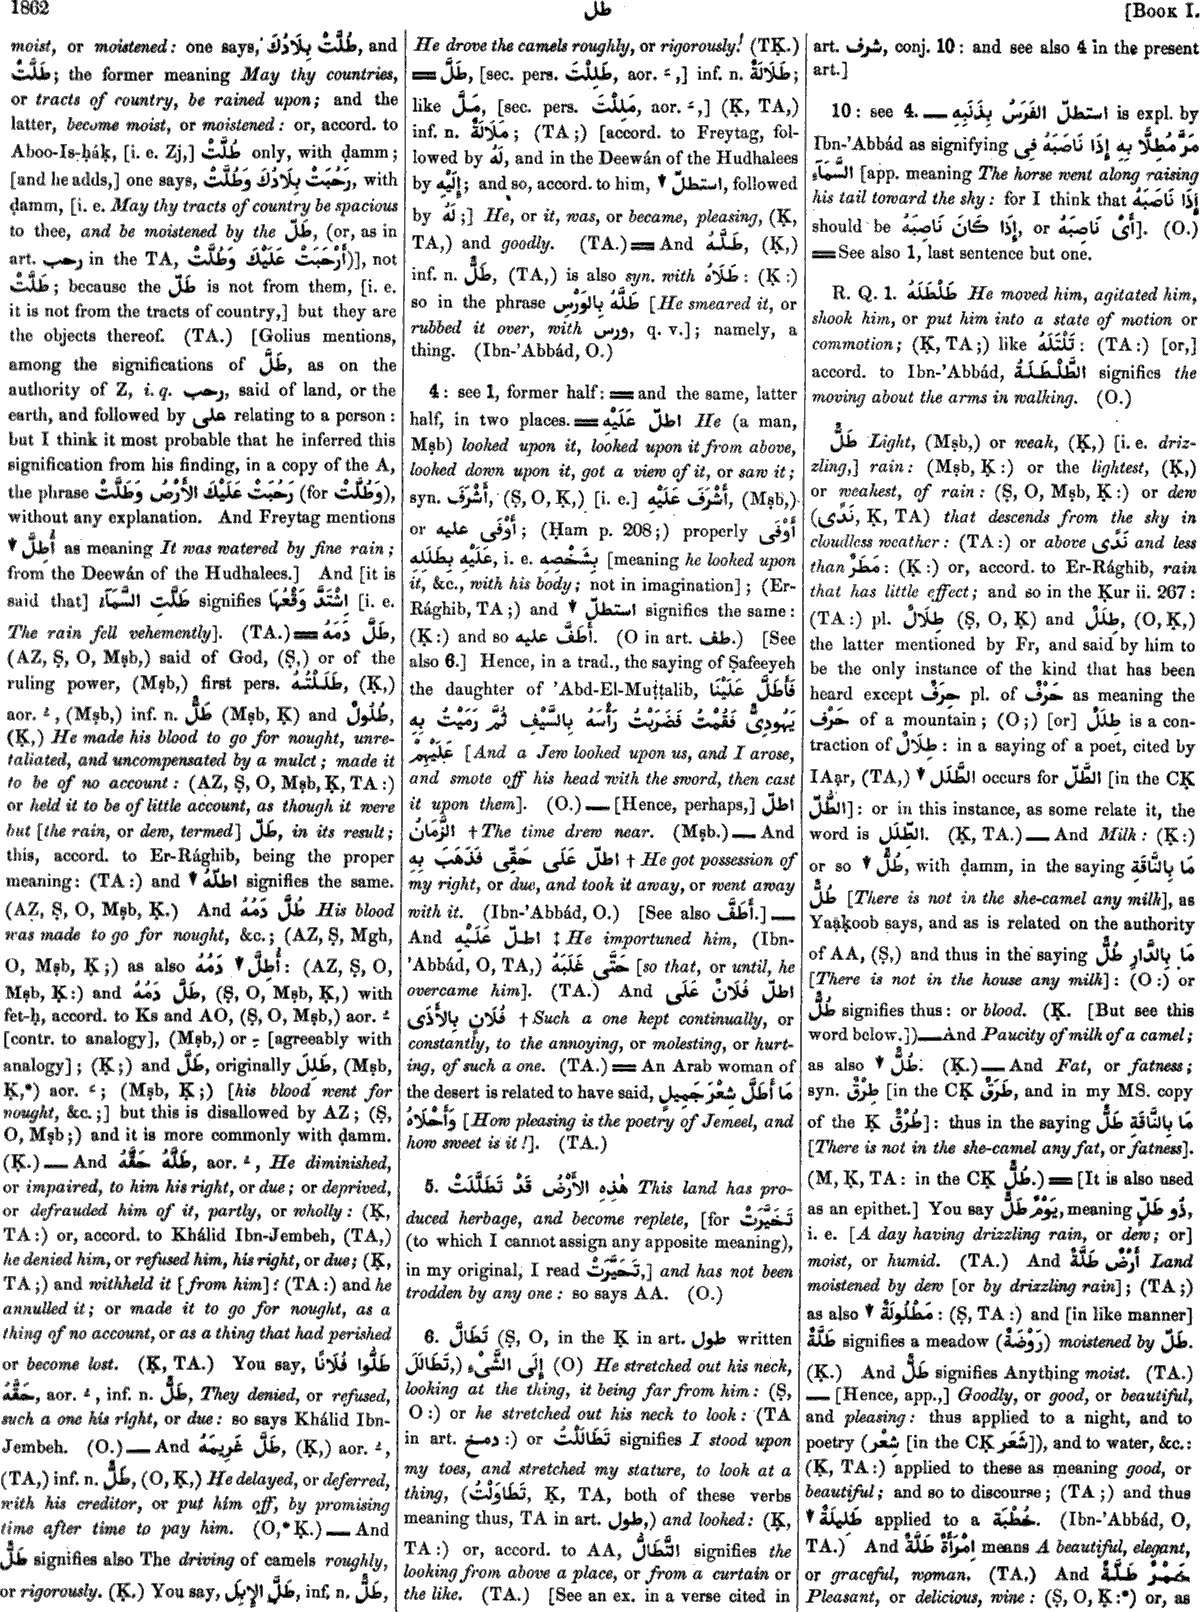 1862
طل
[BOOK I.
moist, or moistened: one says, طُلَّتْ بِلَادُكَ, and
طَلَّتْ; the former meaning May thy countries,
or tracts of country, be rained upon; and the
latter, become moist, or moistened: or, accord. to
Aboo-Is-ḥáḳ, [i. e. Zj,] طُلَّتْ only, with ḍamm;
[and he adds,] one says, رَحُبَتْ بِلَادُكَ وَطُلَّتْ, with
ḍamm, [i. e. May thy tracts of country be spacious
to thee, and be moistened by the طَلّ, (or, as in
art. رحب in the TA, أَرْحَبَتْ عَلَيْكَ وَطُلَّتْ)], not
طَلَّتْ; because the طَلّ is not from them, [i. e.
it is not from the tracts of country,] but they are
the objects thereof. (TA.) [Golius mentions,
among the significations of طَلَّ, as on the
authority of Z, i. q. رحب, said of land, or the
earth, and followed by على relating to a person:
but I think it most probable that he inferred this
signification from his finding, in a copy of the A,
the phrase رَحُبَتْ عَلَيْكَ الأَرْضُ وَطَلَّتْ (for وَطُلَّتْ),
without any explanation. And Freytag mentions
▼ أُطِلَّ as meaning It was watered by fine rain;
from the Deewán of the Hudhalees.] And [it is
said that] طَلَّتِ السَّمَآءُ signifies اِشْتَدَّ وَقْعُهَا [i. e.
The rain fell vehemently]. (TA.) ═ طَلَّ دَمَهُ,
(AZ, Ṣ, O, Mṣb,) said of God, (Ṣ,) or of the
ruling power, (Mṣb,) first pers. طَلَلْتُهُ, (Ḳ,)
aor. ـُ, (Mṣb,) inf. n. طَلٌّ (Mṣb, Ḳ) and طُلُولٌ,
(Ḳ,) He made his blood to go for nought, unre-
taliated, and uncompensated by a mulct; made it
to be of no account: (AZ, Ṣ, O, Mṣb, Ḳ, TA:)
or held it to be of little account, as though it were
but [the rain, or dew, termed] طَلّ, in its result;
this, accord. to Er-Rághib, being the proper
meaning: (TA:) and ▼ اطلّهُ signifies the same.
(AZ, Ṣ, O, Mṣb, Ḳ.) And طُلَّ دَمُهُ His blood
was made to go for nought, &c.; (AZ, Ṣ, Mgh,
O, Mṣb, Ḳ;) as also ▼ أُطِلَّ دَمُهُ: (AZ, Ṣ, O,
Mṣb, Ḳ:) and طَلَّ دَمُهُ, (Ṣ, O, Mṣb, Ḳ,) with
fet-ḥ, accord. to Ks and AO, (Ṣ, O, Mṣb,) aor. ـُ
[contr. to analogy], (Mṣb,) or ـِ [agreeably with
analogy]; (Ḳ;) and طَلَّ, originally طَلِلَ, (Mṣb,
Ḳ,*) aor. ـَ; (Mṣb, Ḳ;) [his blood went for
nought, &c.;] but this is disallowed by AZ; (Ṣ,
O, Mṣb;) and it is more commonly with ḍamm.
(Ḳ.) — And طَلَّهُ حَقَّهُ, aor. ـُ, He diminished,
or impaired, to him his right, or due; or deprived,
or defrauded him of it, partly, or wholly: (Ḳ,
TA:) or, accord. to Khálid Ibn-Jembeh, (TA,)
he denied him, or refused him, his right, or due; (Ḳ,
TA;) and withheld it [from him]: (TA:) and he
annulled it; or made it to go for nought, as a
thing of no account, or as a thing that had perished
or become lost. (Ḳ, TA.) You say, طَلُّوا فُلَانًا
حَقَّهُ, aor. ـُ, inf. n. طَلٌّ, They denied, or refused,
such a one his right, or due: so says Khálid Ibn-
Jembeh. (O.) — And طَلَّ غَرِيمَهُ, (Ḳ,) aor. ـُ,
(TA,) inf. n. طَلٌّ, (O, Ḳ,) He delayed, or deferred,
with his creditor, or put him off, by promising
time after time to pay him. (O,* Ḳ.) — And
طَلٌّ signifies also The driving of camels roughly,
or rigorously. (Ḳ.) You say, طَلَّ الإِبِلَ, inf. n. طَلٌّ,
He drove the camels roughly, or rigorously. (TḲ.)
═ طَلَّ, [sec. pers. طَلِلْتَ, aor. ـَ,] inf. n. طَلَالَةٌ;
like مَلَّ, [sec. pers. مَلِلْتَ, aor. ـَ,] (Ḳ, TA,)
inf. n. مَلَالَةٌ; (TA;) [accord. to Freytag, fol-
lowed by لَهُ, and in the Deewán of the Hudhalees
by إِلَيْهِ; and so, accord. to him, ▼ استطلّ, followed
by لَهُ;] He, or it, was, or became, pleasing, (Ḳ,
TA,) and goodly. (TA.) ═ And طَلَّهُ, (Ḳ,)
inf. n. طَلٌّ, (TA,) is also syn. with طَلَاهُ: (Ḳ:)
so in the phrase طَلَّهُ بِالوَرْسِ [He smeared it, or
rubbed it over, with ورس, q. v.]; namely, a
thing. (Ibn-'Abbád, O.)
4: see 1, former half: ═ and the same, latter
half, in two places. ═ اطلّ عَلَيْهِ He (a man,
Mṣb) looked upon it, looked upon it from above,
looked down upon it, got a view of it, or saw it;
syn. أَشْرَفَ, (Ṣ, O, Ḳ,) [i. e.] أَشْرَفَ عَلَيْهِ, (Mṣb,)
or أَوْفَى عليه; (Ḥam p. 208;) properly أَوْفَى
عَلَيْهِ بِطَلَلِهِ, i. e. بِشَخْصِهِ [meaning he looked upon
it, &c., with his body; not in imagination]; (Er-
Rághib, TA;) and ▼ استطلّ signifies the same:
(Ḳ:) and so أَطَفَّ عليه. (O in art. طف.) [See
also 6.] Hence, in a trad., the saying of Ṣafeeyeh
the daughter of 'Abd-El-Muṭṭalib, فَأَطَلَّ عَلَيْنَا
يَهُودِىٌّ فَقُمْتُ فَضَرَبْتُ رَأْسَهُ بِالسَّيْفِ ثُمَّ رَمَيْتُ بِهِ
عَلَيْهِمْ [And a Jew looked upon us, and I arose,
and smote off his head with the sword, then cast
it upon them]. (O.) — [Hence, perhaps,] اطلّ
الزَّمَانُ † The time drew near. (Mṣb.) — And
اطلّ عَلَى حَقِّى فَذَهَبَ بِهِ † He got possession of
my right, or due, and took it away, or went away
with it. (Ibn-'Abbád, O.) [See also أَطَفَّ.] —
And اطلّ عَلَيْهِ ‡ He importuned him, (Ibn-
'Abbád, O, TA,) حَتَّى غَلَبَهُ [so that, or until, he
overcame him]. (TA.) And اطلّ فُلَانٌ عَلَى
فُلَانٍ بِالأَذَى † Such a one kept continually, or
constantly, to the annoying, or molesting, or hurt-
ing, of such a one. (TA.) ═ An Arab woman of
the desert is related to have said, مَا أَطَلَّ شِعْرَ جَمِيلٍ
وَأَحْلَاهُ [How pleasing is the poetry of Jemeel, and
how sweet is it!]. (TA.)
5. هٰذِهِ الأَرْضُ قَدْ تَطَلَّلَتْ This land has pro-
duced herbage, and become replete, [for تَخَيَّرَتْ
(to which I cannot assign any apposite meaning),
in my original, I read تَحَيَّرَتْ,] and has not been
trodden by any one: so says AA. (O.)
6. تَطَالَّ (Ṣ, O, in the Ḳ in art. طول written
تَطَالَلَ,) إِلَى الشَّىْءِ (O) He stretched out his neck,
looking at the thing, it being far from him: (Ṣ,
O:) or he stretched out his neck to look: (TA
in art. دمخ:) or تَطَالَلْتُ signifies I stood upon
my toes, and stretched my stature, to look at a
thing, (تَطَاوَلْتُ, Ḳ, TA, both of these verbs
meaning thus, TA in art. طول,) and looked: (Ḳ,
TA:) or, accord. to AA, التَّطَالُّ signifies the
looking from above a place, or from a curtain or
the like. (TA.) [See an ex. in a verse cited in
art. شرف, conj. 10: and see also 4 in the present
art.]
10: see 4. — استطلّ الفَرَسُ بِذَنَبِهِ is expl. by
Ibn-'Abbád as signifying مَرَّ مُطِلًّا بِهِ إِذَا نَاصَبَهُ فِى
السَّمَآءِ [app. meaning The horse went along raising
his tail toward the sky: for I think that إِذَا نَاصَبَهُ
should be إِذَا كَانَ نَاصِبَهُ, or أَىْ نَاصِبَهُ]. (O.)
═ See also 1, last sentence but one.
R. Q. 1. طَلْطَلَهُ He moved him, agitated him,
shook him, or put him into a state of motion or
commotion; (Ḳ, TA;) like تَلْتَلَهُ: (TA:) [or,]
accord. to Ibn-'Abbád, الطَّلْطَلَةُ signifies the
moving about the arms in walking. (O.)
طَلٌّ Light, (Mṣb,) or weak, (Ḳ,) [i. e. driz-
zling,] rain: (Mṣb, Ḳ:) or the lightest, (Ḳ,)
or weakest, of rain: (Ṣ, O, Mṣb, Ḳ:) or dew
(نَدًى, Ḳ, TA) that descends from the sky in
cloudless weather: (TA:) or above نَدًى and less
than مَطَرٌ: (Ḳ:) or, accord. to Er-Rághib, rain
that has little effect; and so in the Ḳur ii. 267:
(TA:) pl. طِلَالٌ (Ṣ, O, Ḳ) and طِلَلٌ, (O, Ḳ,)
the latter mentioned by Fr, and said by him to
be the only instance of the kind that has been
heard except حِرَفٌ pl. of حَرْفٌ as meaning the
حَرْف of a mountain; (O;) [or] طِلَلٌ is a con-
traction of طِلَالٌ: in a saying of a poet, cited by
IAạr, (TA,) ▼ الطَّلَل occurs for الطَّلّ [in the CḲ
الطُّلّ]: or in this instance, as some relate it, the
word is الطِّلَل. (Ḳ, TA.) — And Milk: (Ḳ:)
or so ▼ طُلٌّ, with ḍamm, in the saying مَا بِالنَّاقَةِ
طُلٌّ [There is not in the she-camel any milk], as
Yaạḳoob says, and as is related on the authority
of AA, (Ṣ,) and thus in the saying مَا بِالدَّارِ طُلٌّ
[There is not in the house any milk]: (O:) or
طُلٌّ signifies thus: or blood. (Ḳ. [But see this
word below.]) — And Paucity of milk of a camel;
as also ▼ طُلٌّ. (Ḳ.) — And Fat, or fatness;
syn. طِرْقٌ [in the CḲ طَرَقٌ, and in my MS. copy
of the Ḳ طُرْقٌ]: thus in the saying مَا بِالنَّاقَةِ طَلٌّ
[There is not in the she-camel any fat, or fatness].
(M, Ḳ, TA: in the CḲ طُلٌّ.) ═ [It is also used
as an epithet.] You say يَوْمٌ طَلٌّ, meaning ذُو طَلٍّ,
i. e. [A day having drizzling rain, or dew; or]
moist, or humid. (TA.) And أَرْضٌ طَلَّةٌ Land
moistened by dew [or by drizzling rain]; (TA;)
as also ▼ مَطْلُولَةٌ: (Ṣ, TA:) and [in like manner]
طَلَّةٌ signifies a meadow (رَوْضَةٌ) moistened by طَلّ.
(Ḳ.) And طَلٌّ signifies Anything moist. (TA.)
— [Hence, app.,] Goodly, or good, or beautiful,
and pleasing: thus applied to a night, and to
poetry (شِعْر [in the CḲ شَعَر]), and to water, &c.:
(Ḳ, TA:) applied to these as meaning good, or
beautiful; and so to discourse; (TA;) and thus
▼ طَلِيلَةٌ applied to a خُطْبَة. (Ibn-'Abbád, O,
TA.) And اِمْرَأَةٌ طَلَّةٌ means A beautiful, elegant,
or graceful, woman. (TA.) And خَمْرٌ طَلَّةٌ
Pleasant, or delicious, wine: (Ṣ, O, Ḳ:*) or, as